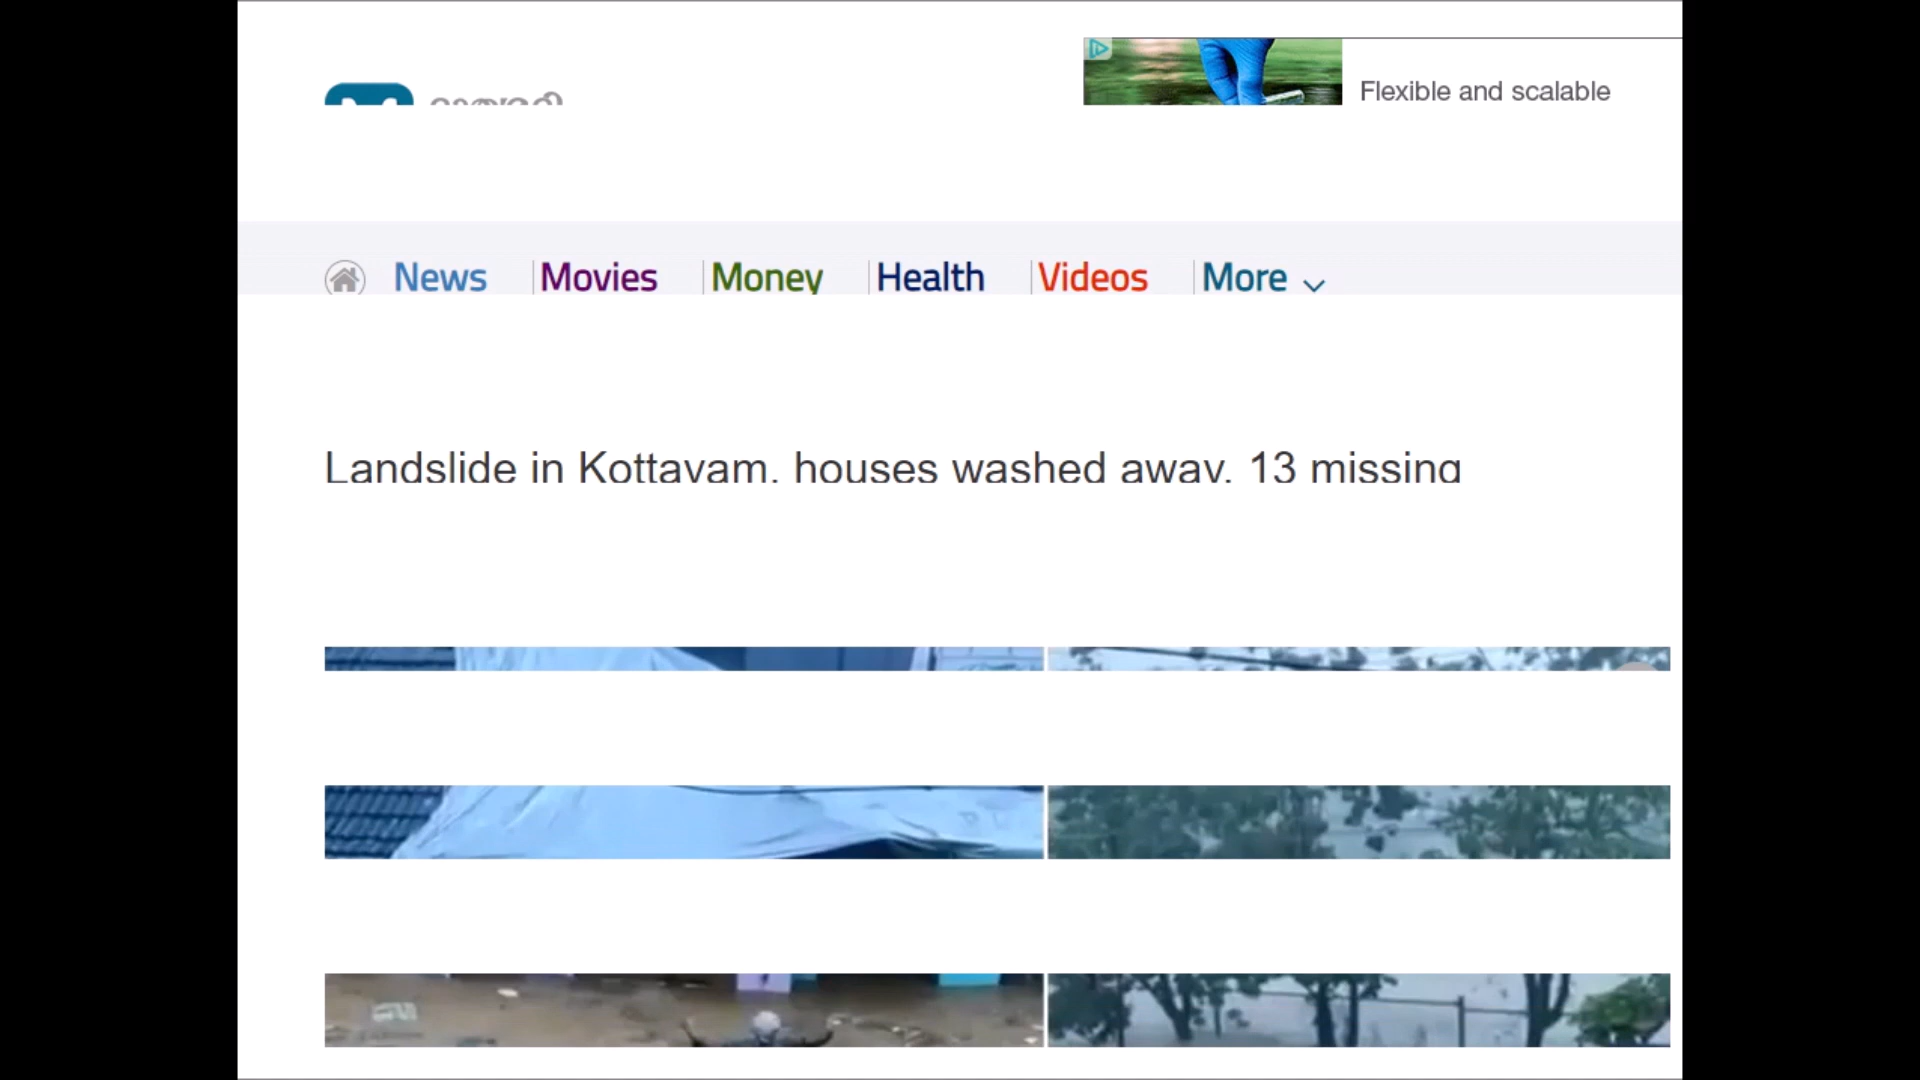 Flexible and scalable
News Movies Money Health Videos More
Landslide in Kottayam, houses washed away, 13 missing